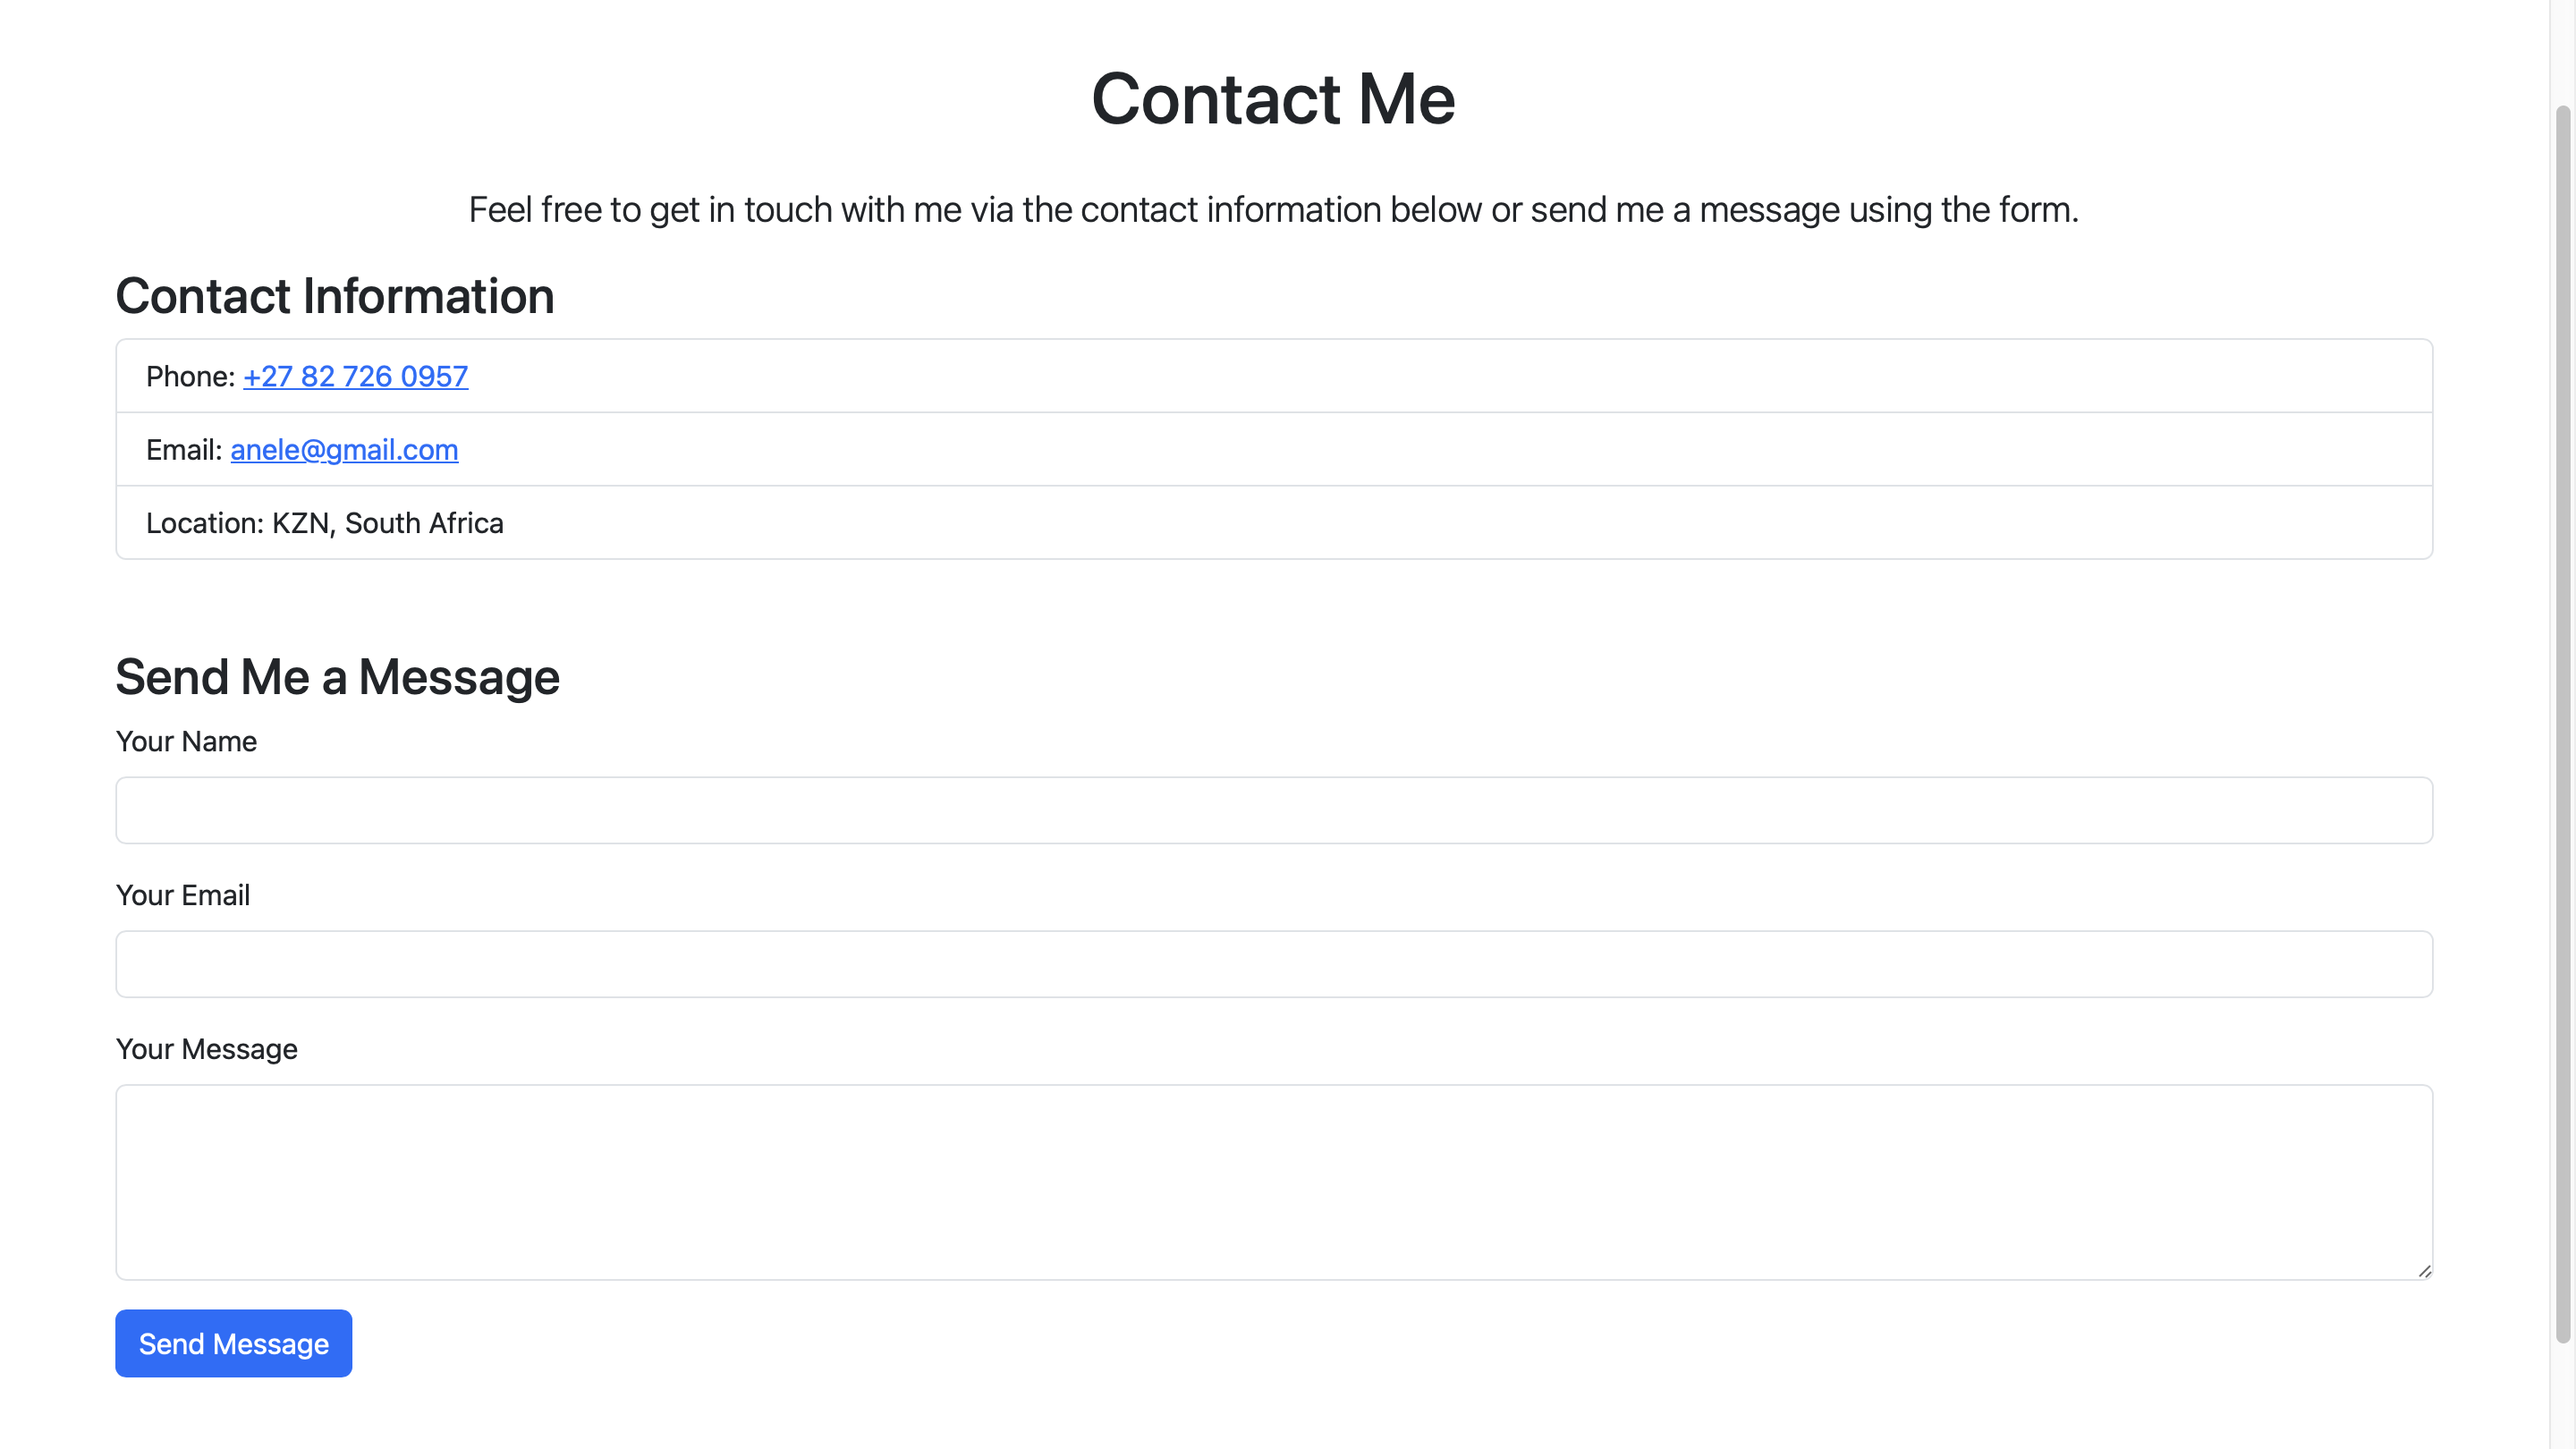 Contact Me
Feel free to get in touch with me via the contact information below or send me a message using the form.
Contact Information
Phone: +27 82 726 0957
Email: anele@gmail.com
Location: KZN, South Africa
Send Me a Message
Your Name
Your Email
Your Message
Send Message